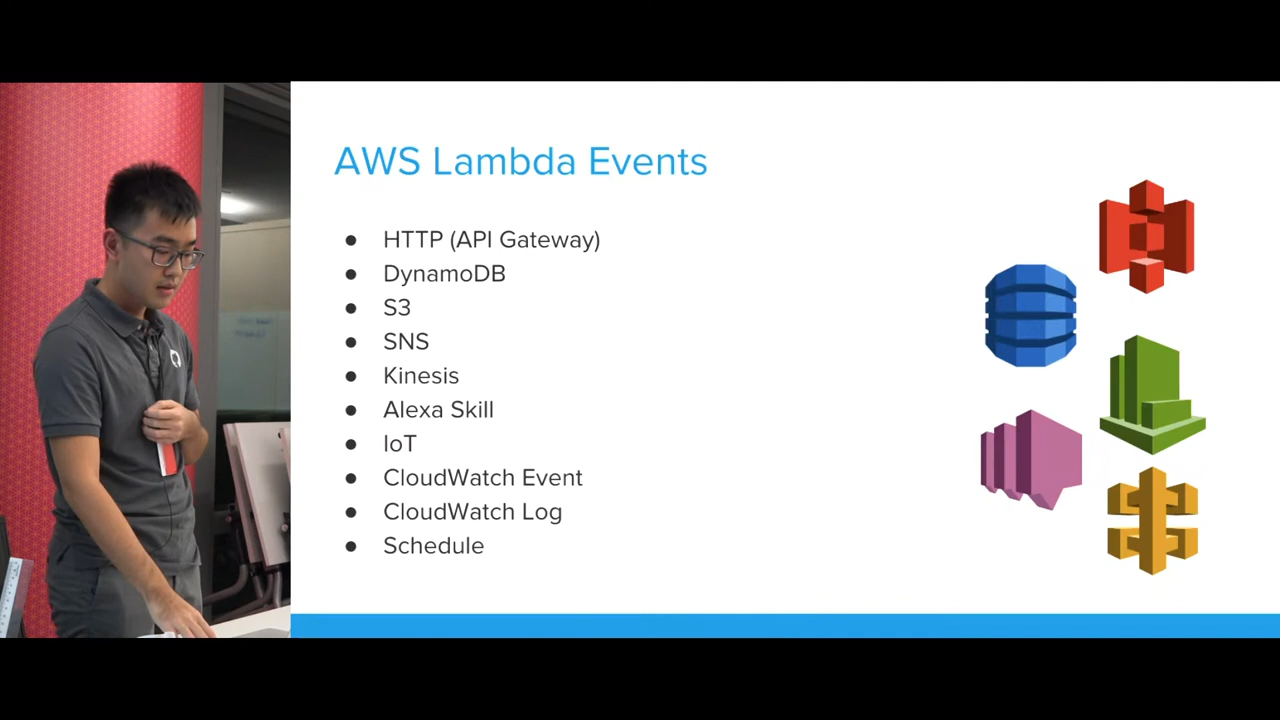 AWS Lambda Events
● HTTP (API Gateway)
● DynamoDB
● S3
● SNS
● Kinesis
● Alexa Skill
● IoT
● CloudWatch Event
● CloudWatch Log
● Schedule